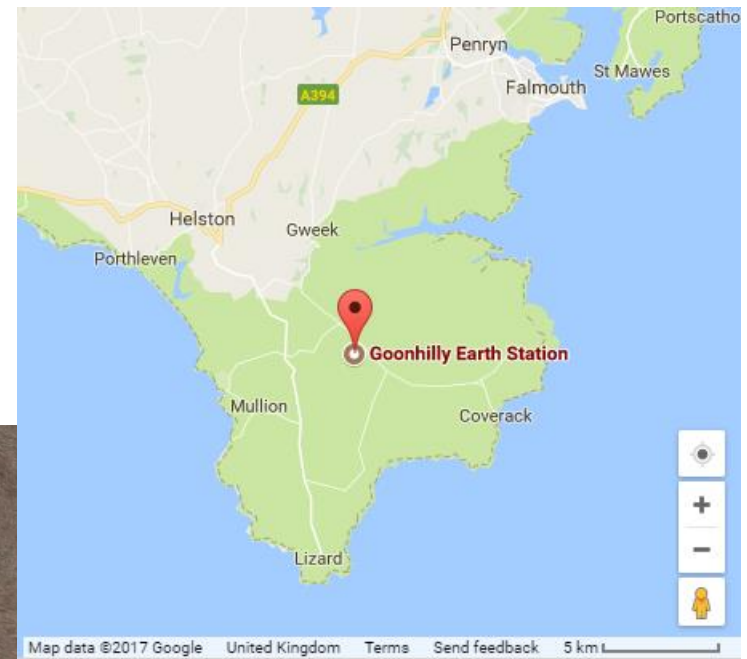 Portscatho
Penryn
St Mawes
Falmouth
A394
Helston
Gweek
Porthleven
Goonhilly Earth Station
Mullion
Coverack
Lizard
Map data ©2017 Google United Kingdom Terms Send feedback 5 km